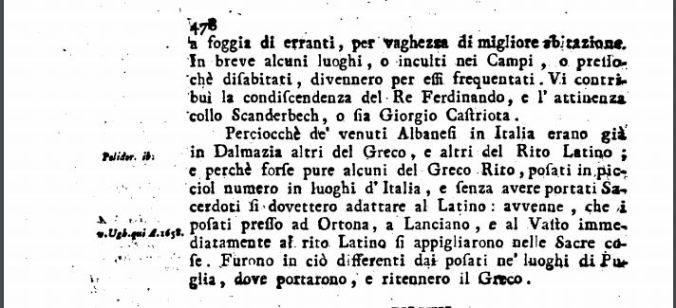 478
a foggia di erranti, per vaghezza di migliore abitazione.
In breve alcuni luoghi, o inculti nei Campi, o presso-
chè disabitati, divennero per essi frequentati. Vi contri-
buì la condiscendenza del Re Ferdinando, e l' attinenza
collo Scanderbech, o sia Giorgio Castriota.
Perciocchè de' venuti Albanesi in Italia erano già
in Dalmazia altri del Greco, e altri del Rito Latino;
Polidor. ib:
e perchè forse pure alcuni del Greco Rito, posati in pic-
ciol numero in luoghi d' Italia, e senza avere portati Sa-
cerdoti si dovettero adattare al Latino: avvenne, che i
posati presso ad Ortona, a Lanciano, e al Vasto imme-
v.Ugh.qui A.1658.
diatamente al rito Latino si appigliarono nelle Sacre co-
se. Furono in ciò differenti dai posati ne' luoghi di Pu-
glia, dove portarono, e ritennero il Greco.